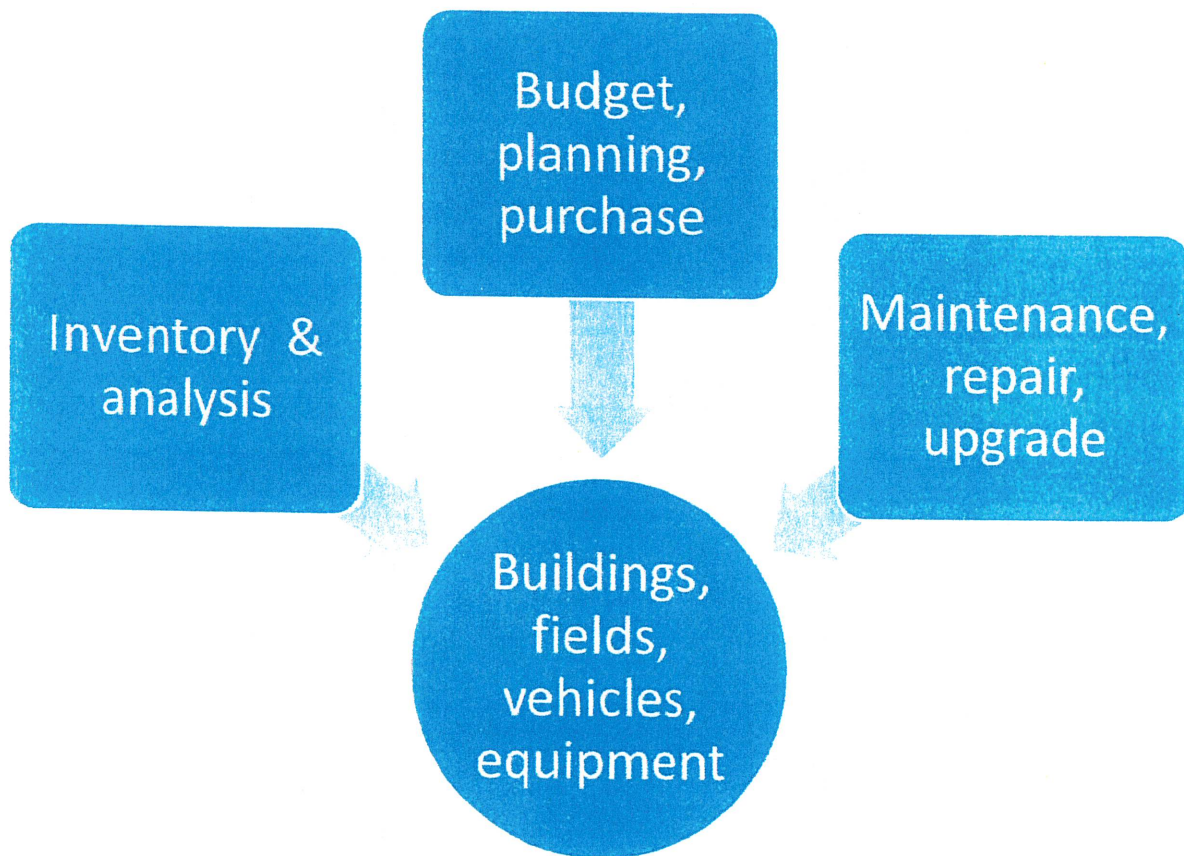 Budget,
planning,
purchase
Inventory &
analysis
Maintenance,
repair,
upgrade
Buildings,
fields,
vehicles,
equipment